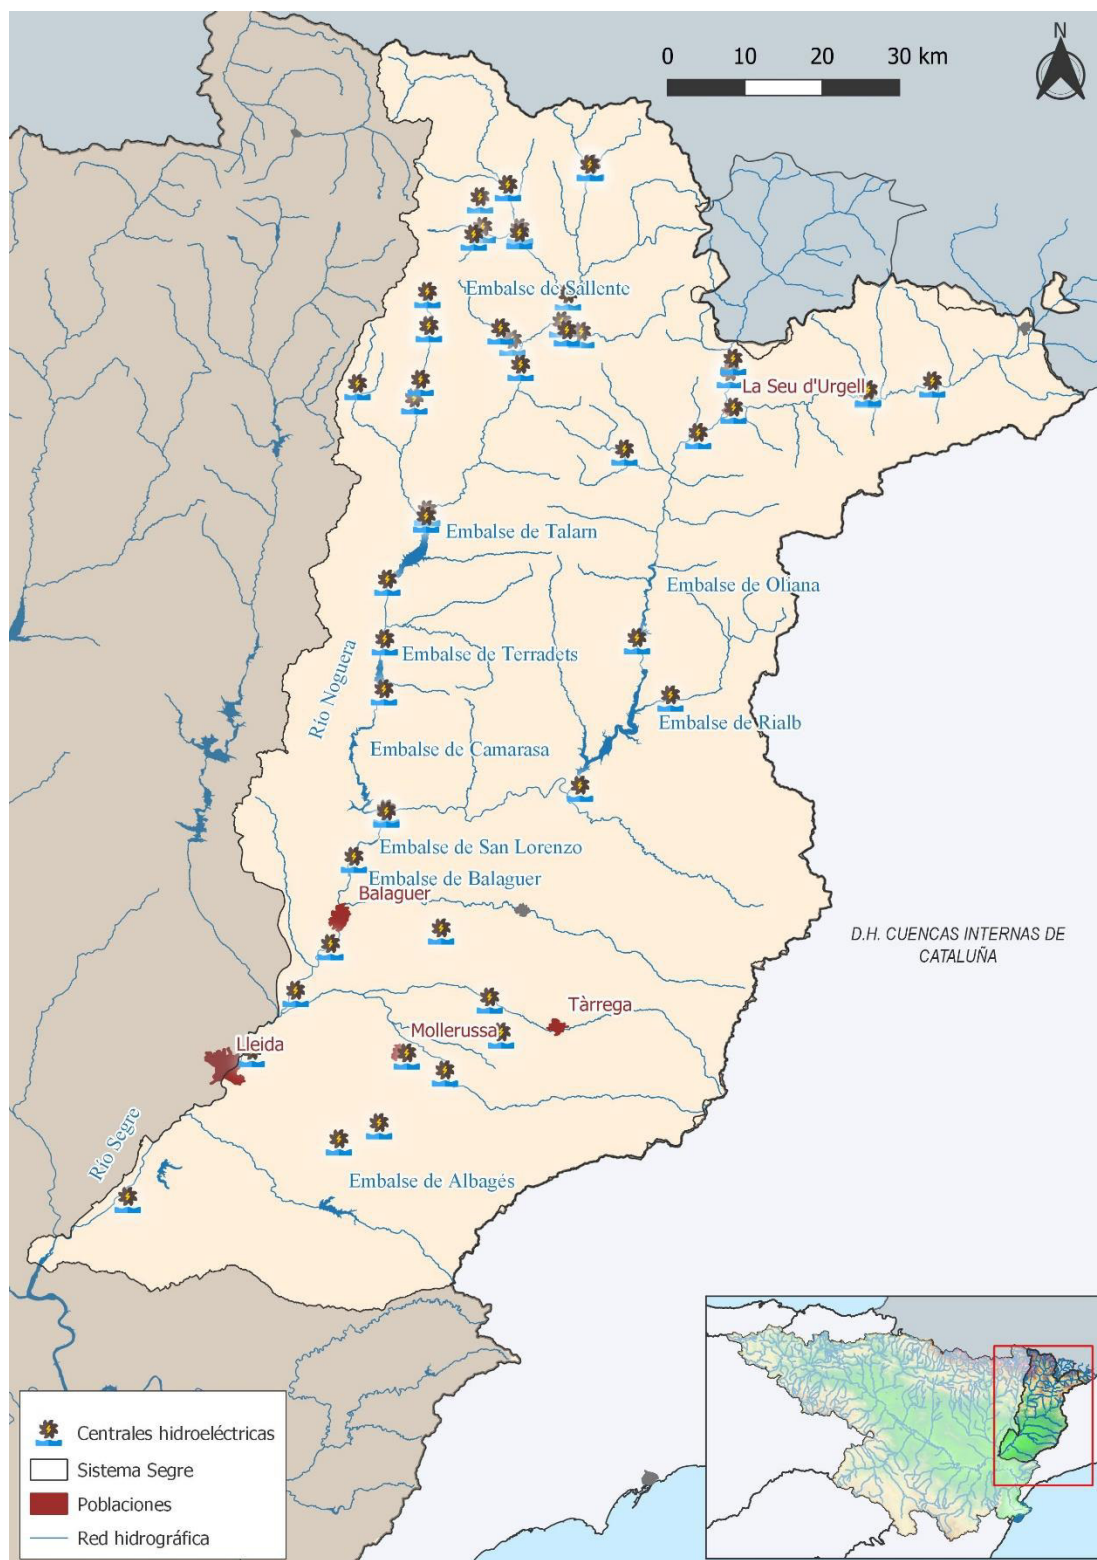 N
0 10 20 30 km
Embalse de Sallente
La Seu d'Urgell
Embalse de Talarn
Embalse de Oliana
Embalse de Terradets
Río Noguera
Embalse de Rialb
Embalse de Camarasa
Embalse de San Lorenzo
Embalse de Balaguer
Balaguer
D.H. CUENCAS INTERNAS DE
CATALUÑA
Tàrrega
Mollerussa
Lleida
Río Segre
Embalse de Albagés
Centrales hidroeléctricas
Sistema Segre
Poblaciones
Red hidrográfica